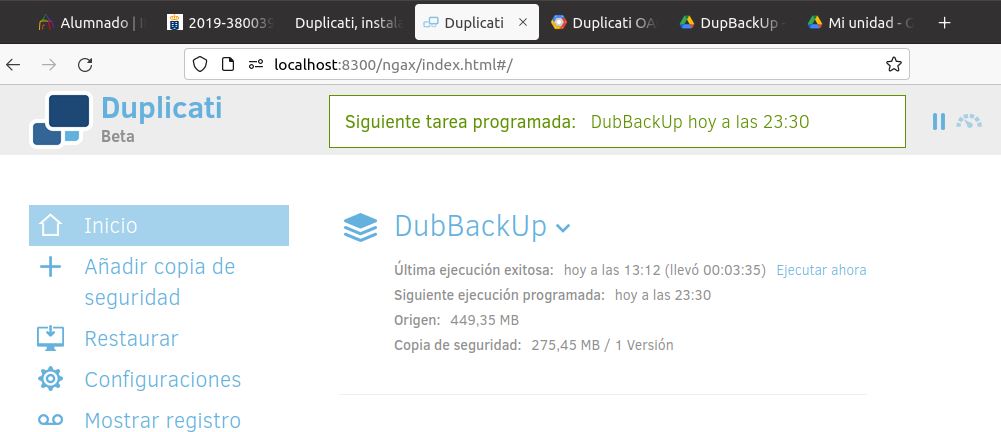 Alumnado | I
2019-380039
Duplicati, instala
Duplicati
Duplicati OA
DupBackUp -
Mi unidad - G
localhost:8300/ngax/index.html#/
Duplicati
Beta
Siguiente tarea programada: DubBackUp hoy a las 23:30
Inicio
Añadir copia de
seguridad
Restaurar
Configuraciones
Mostrar registro
DubBackUp
Última ejecución exitosa: hoy a las 13:12 (llevó 00:03:35) Ejecutar ahora
Siguiente ejecución programada: hoy a las 23:30
Origen: 449,35 MB
Copia de seguridad: 275,45 MB / 1 Versión